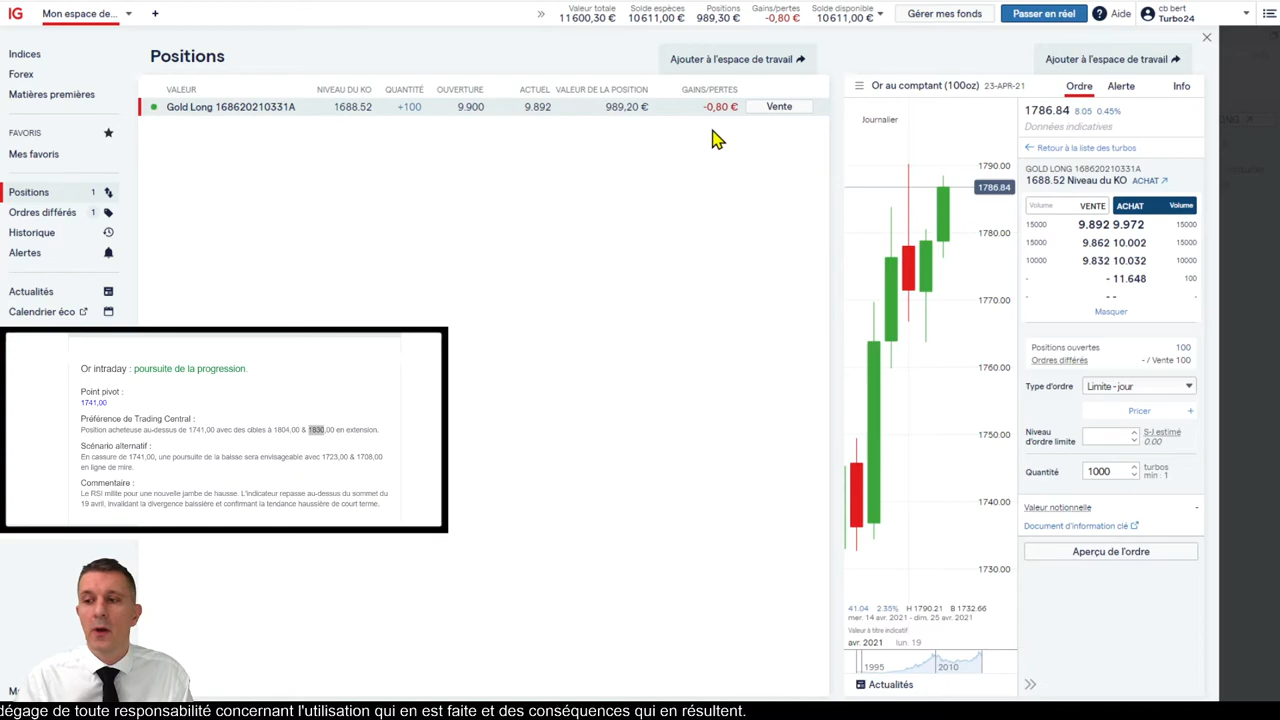 IG
Mon espace de...
+
Valeur totale
11 600,30 €
Solde espèces
10 611,00 €
Positions
989,30 €
Gains/pertes
-0,80 €
Solde disponible
10 611,00 €
Gérer mes fonds
Passer en réel
? Aide
cb bert
Turbo24
Indices
Forex
Matières premières
FAVORIS
Mes favoris
Positions 1
Ordres différés 1
Historique
Alertes
Actualités
Calendrier éco
Positions
Ajouter à l'espace de travail
VALEUR NIVEAU DU KO QUANTITÉ OUVERTURE ACTUEL VALEUR DE LA POSITION GAINS/PERTES
Gold Long 168620210331A 1688.52 +100 9.900 9.892 989,20 € -0,80 € Vente
Ajouter à l'espace de travail
Or au comptant (100oz) 23-APR-21
Journalier
1790.00
1786.84
1780.00
1770.00
1760.00
1750.00
1740.00
1730.00
41.04 2.35% H 1790.21 B 1732.66
mer. 14 avr. 2021 - dim. 25 avr. 2021
Valeur à titre indicatif
avr. 2021 lun. 19
1995 2010
Actualités
Ordre Alerte Info
1786.84 8.05 0.45%
Données indicatives
Retour à la liste des turbos
GOLD LONG 168620210331A
1688.52 Niveau du KO ACHAT
Volume VENTE ACHAT Volume
15000 9.892 9.972 15000
15000 9.862 10.002 15000
10000 9.832 10.032 10000
- - 11.648 100
- - - -
Masquer
Positions ouvertes 100
Ordres différés - / Vente 100
Type d'ordre Limite - jour
Pricer +
Niveau d'ordre limite
S-J estimé
0.00
Quantité 1000
turbos
min : 1
Valeur notionnelle -
Document d'information clé
Aperçu de l'ordre
Or intraday : poursuite de la progression.
Point pivot :
1741,00
Préférence de Trading Central :
Position acheteuse au-dessus de 1741,00 avec des cibles à 1804,00 & 1830,00 en extension.
Scénario alternatif :
En cassure de 1741,00, une poursuite de la baisse sera envisageable avec 1723,00 & 1708,00
en ligne de mire.
Commentaire :
Le RSI milite pour une nouvelle jambe de hausse. L'indicateur repasse au-dessus du sommet du
19 avril, invalidant la divergence baissière et confirmant la tendance haussière de court terme.
dégage de toute responsabilité concernant l'utilisation qui en est faite et des conséquences qui en résultent.